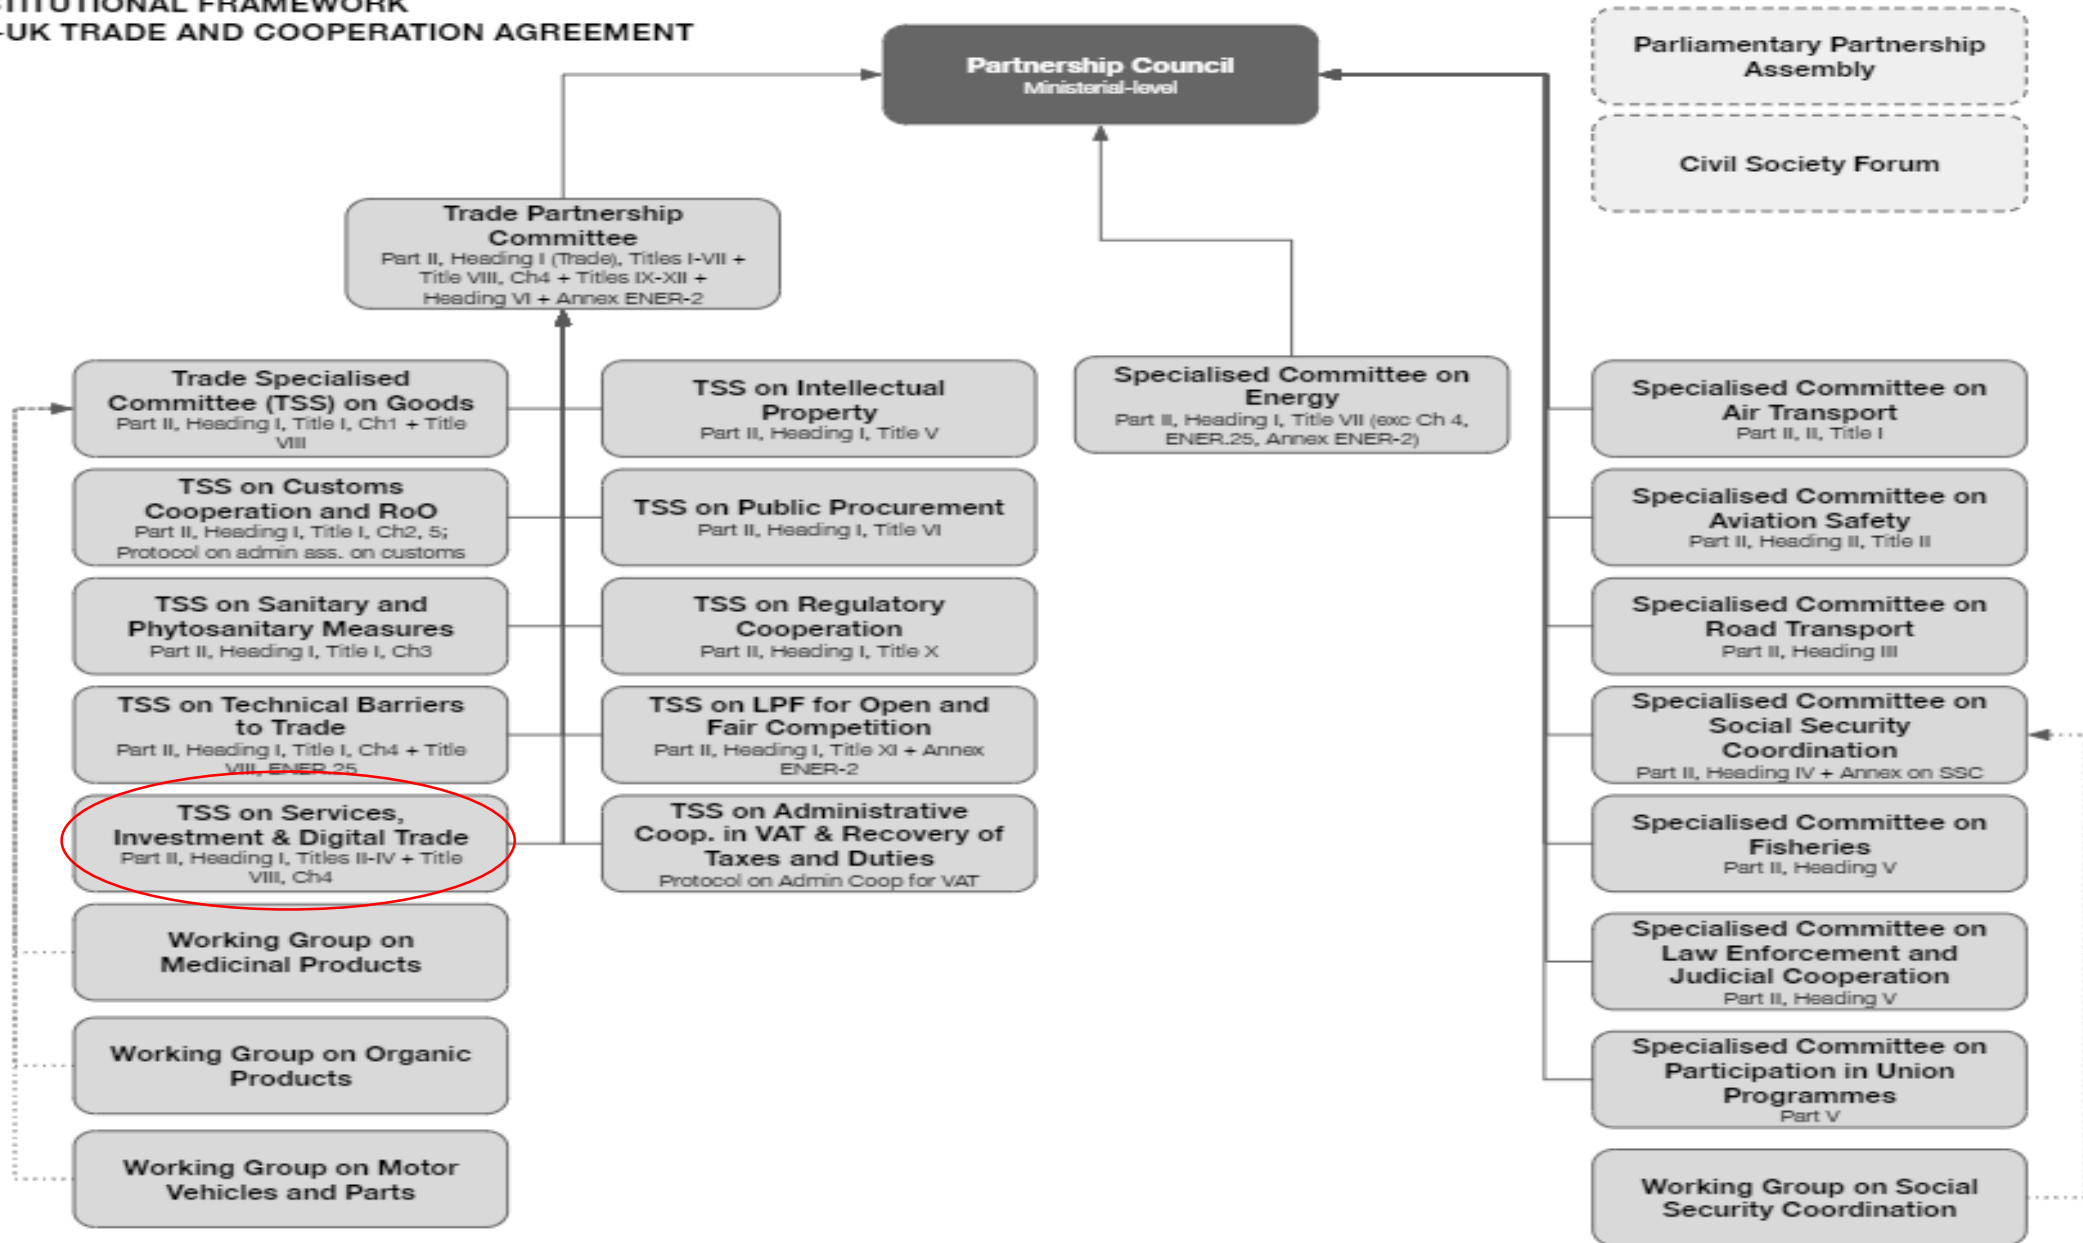 TITUTIONAL FRAMEWORK
-UK TRADE AND COOPERATION AGREEMENT
Partnership Council
Ministerial-level
Parliamentary Partnership
Assembly
Civil Society Forum
Trade Partnership
Committee
Part II, Heading I (Trade), Titles I-VII +
Title VIII, Ch4 + Titles IX-XII +
Heading VI + Annex ENER-2
Trade Specialised
Committee (TSS) on Goods
Part II, Heading I, Title I, Ch1 + Title
VIII
TSS on Customs
Cooperation and RoO
Part II, Heading I, Title I, Ch2, 5;
Protocol on admin ass. on customs
TSS on Sanitary and
Phytosanitary Measures
Part II, Heading I, Title I, Ch3
TSS on Technical Barriers
to Trade
Part II, Heading I, Title I, Ch4 + Title
VIII, ENER.25
TSS on Services,
Investment & Digital Trade
Part II, Heading I, Titles II-IV + Title
VIII, Ch4
Working Group on
Medicinal Products
Working Group on Organic
Products
Working Group on Motor
Vehicles and Parts
TSS on Intellectual
Property
Part II, Heading I, Title V
TSS on Public Procurement
Part II, Heading I, Title VI
TSS on Regulatory
Cooperation
Part II, Heading I, Title X
TSS on LPF for Open and
Fair Competition
Part II, Heading I, Title XI + Annex
ENER-2
TSS on Administrative
Coop. in VAT & Recovery of
Taxes and Duties
Protocol on Admin Coop for VAT
Specialised Committee on
Energy
Part II, Heading I, Title VII (exc Ch 4,
ENER.25, Annex ENER-2)
Specialised Committee on
Air Transport
Part II, II, Title I
Specialised Committee on
Aviation Safety
Part II, Heading II, Title II
Specialised Committee on
Road Transport
Part II, Heading III
Specialised Committee on
Social Security
Coordination
Part II, Heading IV + Annex on SSC
Specialised Committee on
Fisheries
Part II, Heading V
Specialised Committee on
Law Enforcement and
Judicial Cooperation
Part II, Heading V
Specialised Committee on
Participation in Union
Programmes
Part V
Working Group on Social
Security Coordination